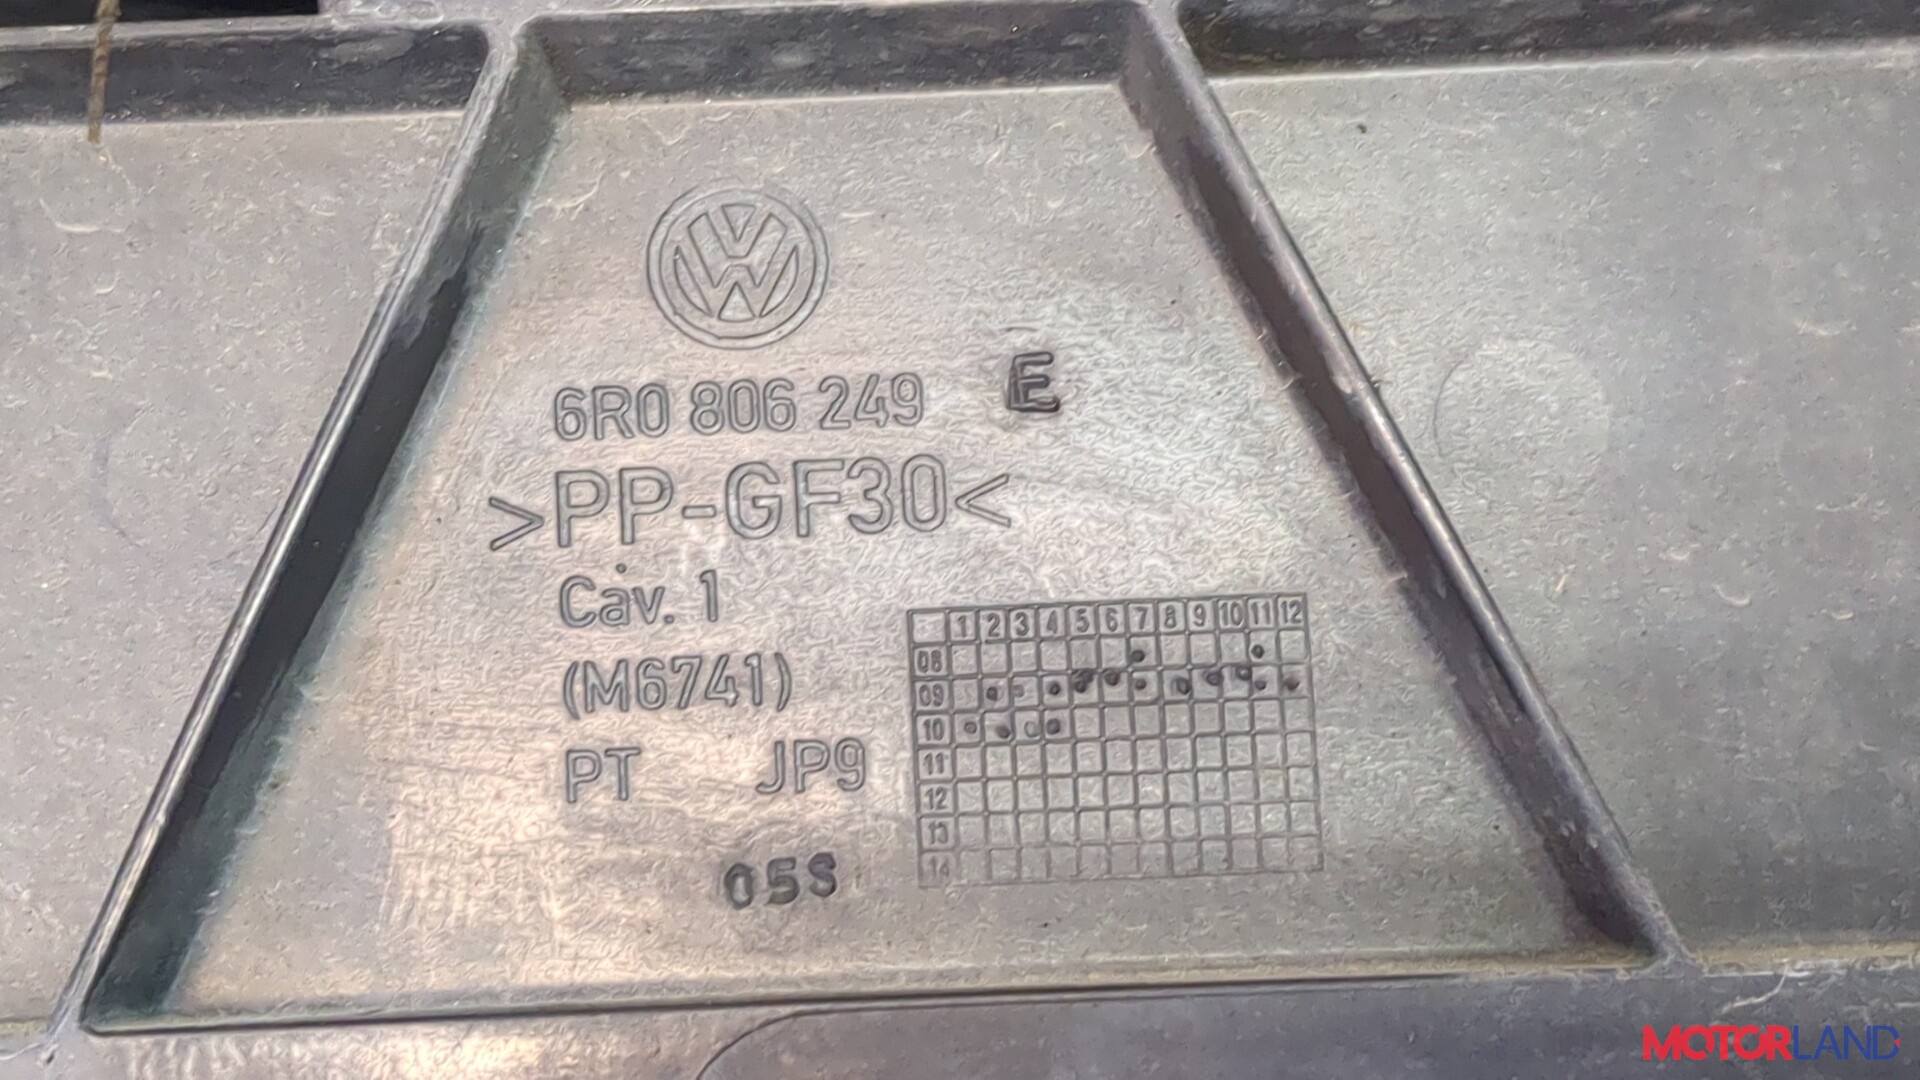 VW
6R0 806 249 E
>PP-GF30<
Cav. 1
(M6741)
PT JP9
05S
1 2 3 4 5 6 7 8 9 10 11 12
08
09
10
11
12
13
14
MOTORLAND